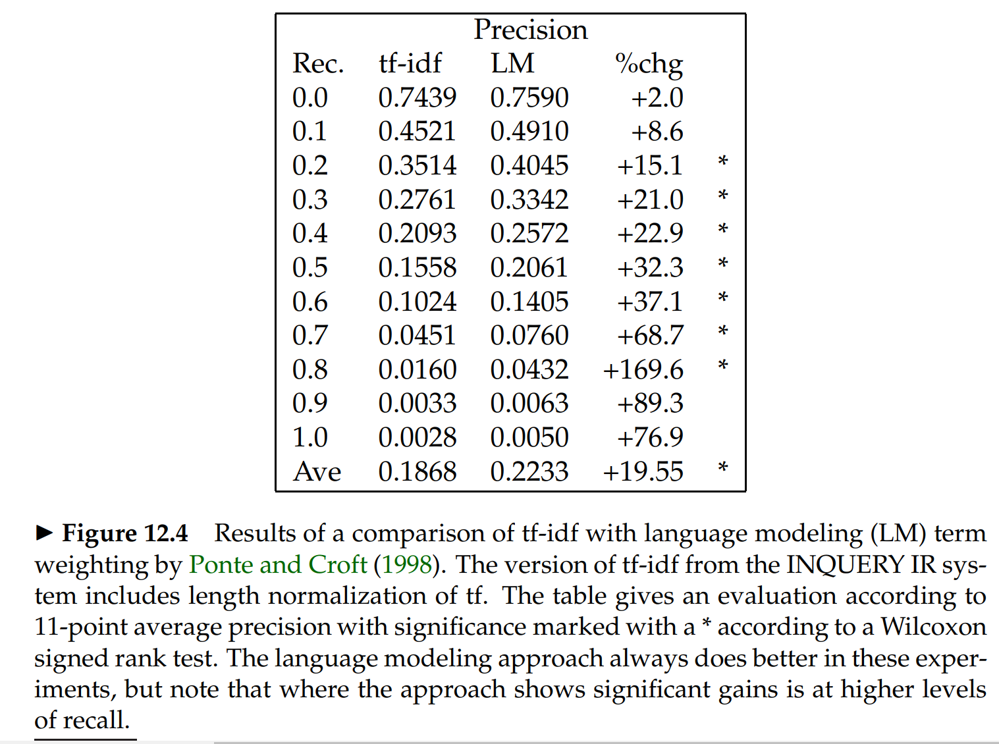 Precision
Rec. tf-idf LM %chg
0.0 0.7439 0.7590 +2.0
0.1 0.4521 0.4910 +8.6
0.2 0.3514 0.4045 +15.1 *
0.3 0.2761 0.3342 +21.0 *
0.4 0.2093 0.2572 +22.9 *
0.5 0.1558 0.2061 +32.3 *
0.6 0.1024 0.1405 +37.1 *
0.7 0.0451 0.0760 +68.7 *
0.8 0.0160 0.0432 +169.6 *
0.9 0.0033 0.0063 +89.3
1.0 0.0028 0.0050 +76.9
Ave 0.1868 0.2233 +19.55 *
► Figure 12.4 Results of a comparison of tf-idf with language modeling (LM) term
weighting by Ponte and Croft (1998). The version of tf-idf from the INQUERY IR sys-
tem includes length normalization of tf. The table gives an evaluation according to
11-point average precision with significance marked with a * according to a Wilcoxon
signed rank test. The language modeling approach always does better in these exper-
iments, but note that where the approach shows significant gains is at higher levels
of recall.